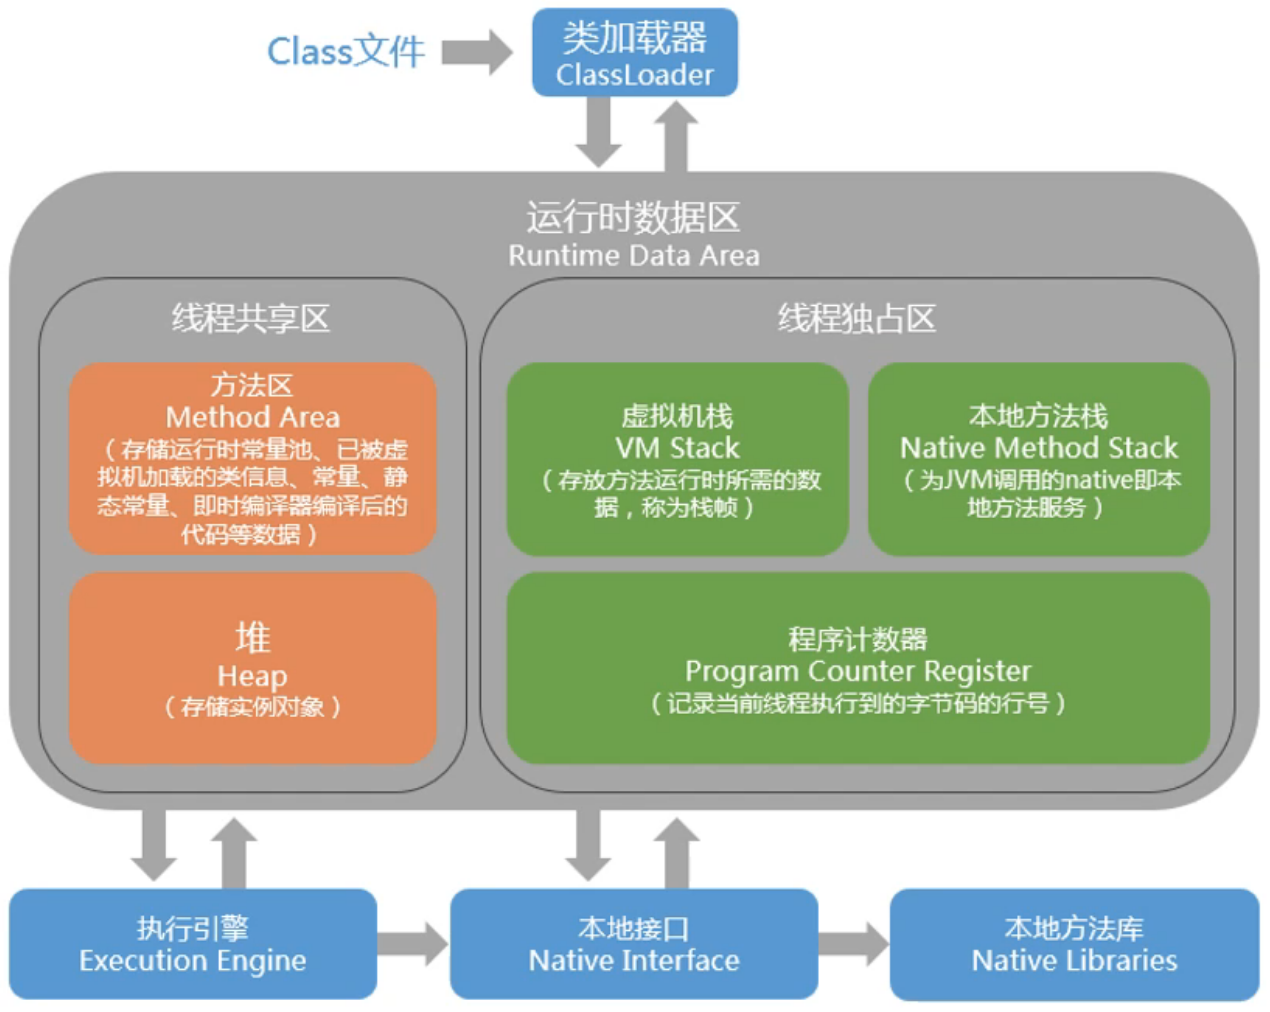 Class文件
类加载器
ClassLoader
运行时数据区
Runtime Data Area
线程共享区
方法区
Method Area
（存储运行时常量池、已被虚
拟机加载的类信息、常量、静
态常量、即时编译器编译后的
代码等数据）
堆
Heap
（存储实例对象）
线程独占区
虚拟机栈
VM Stack
（存放方法运行时所需的数
据，称为栈帧）
本地方法栈
Native Method Stack
（为JVM调用的native即本
地方法服务）
程序计数器
Program Counter Register
（记录当前线程执行到的字节码的行号）
执行引擎
Execution Engine
本地接口
Native Interface
本地方法库
Native Libraries